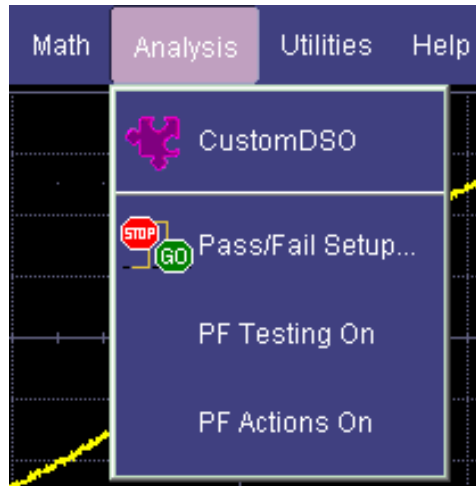 Math Analysis Utilities Help
CustomDSO
STOP
GO
Pass/Fail Setup...
PF Testing On
PF Actions On